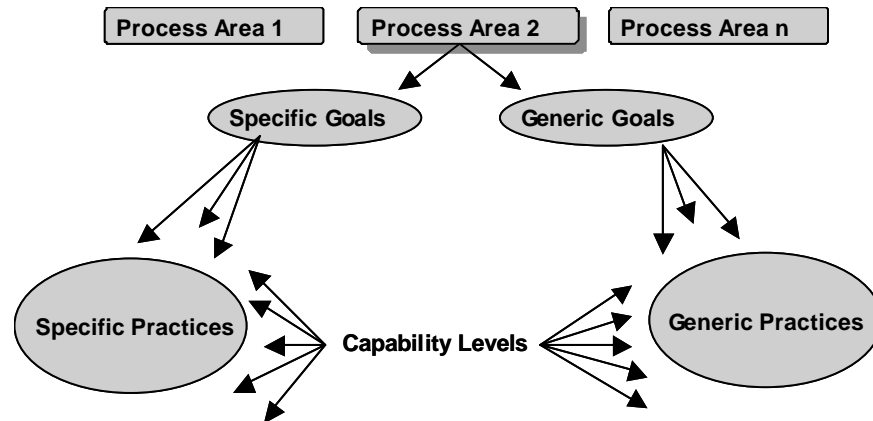 Process Area 1
Process Area 2
Process Area n
Specific Goals
Generic Goals
Specific Practices
Capability Levels
Generic Practices